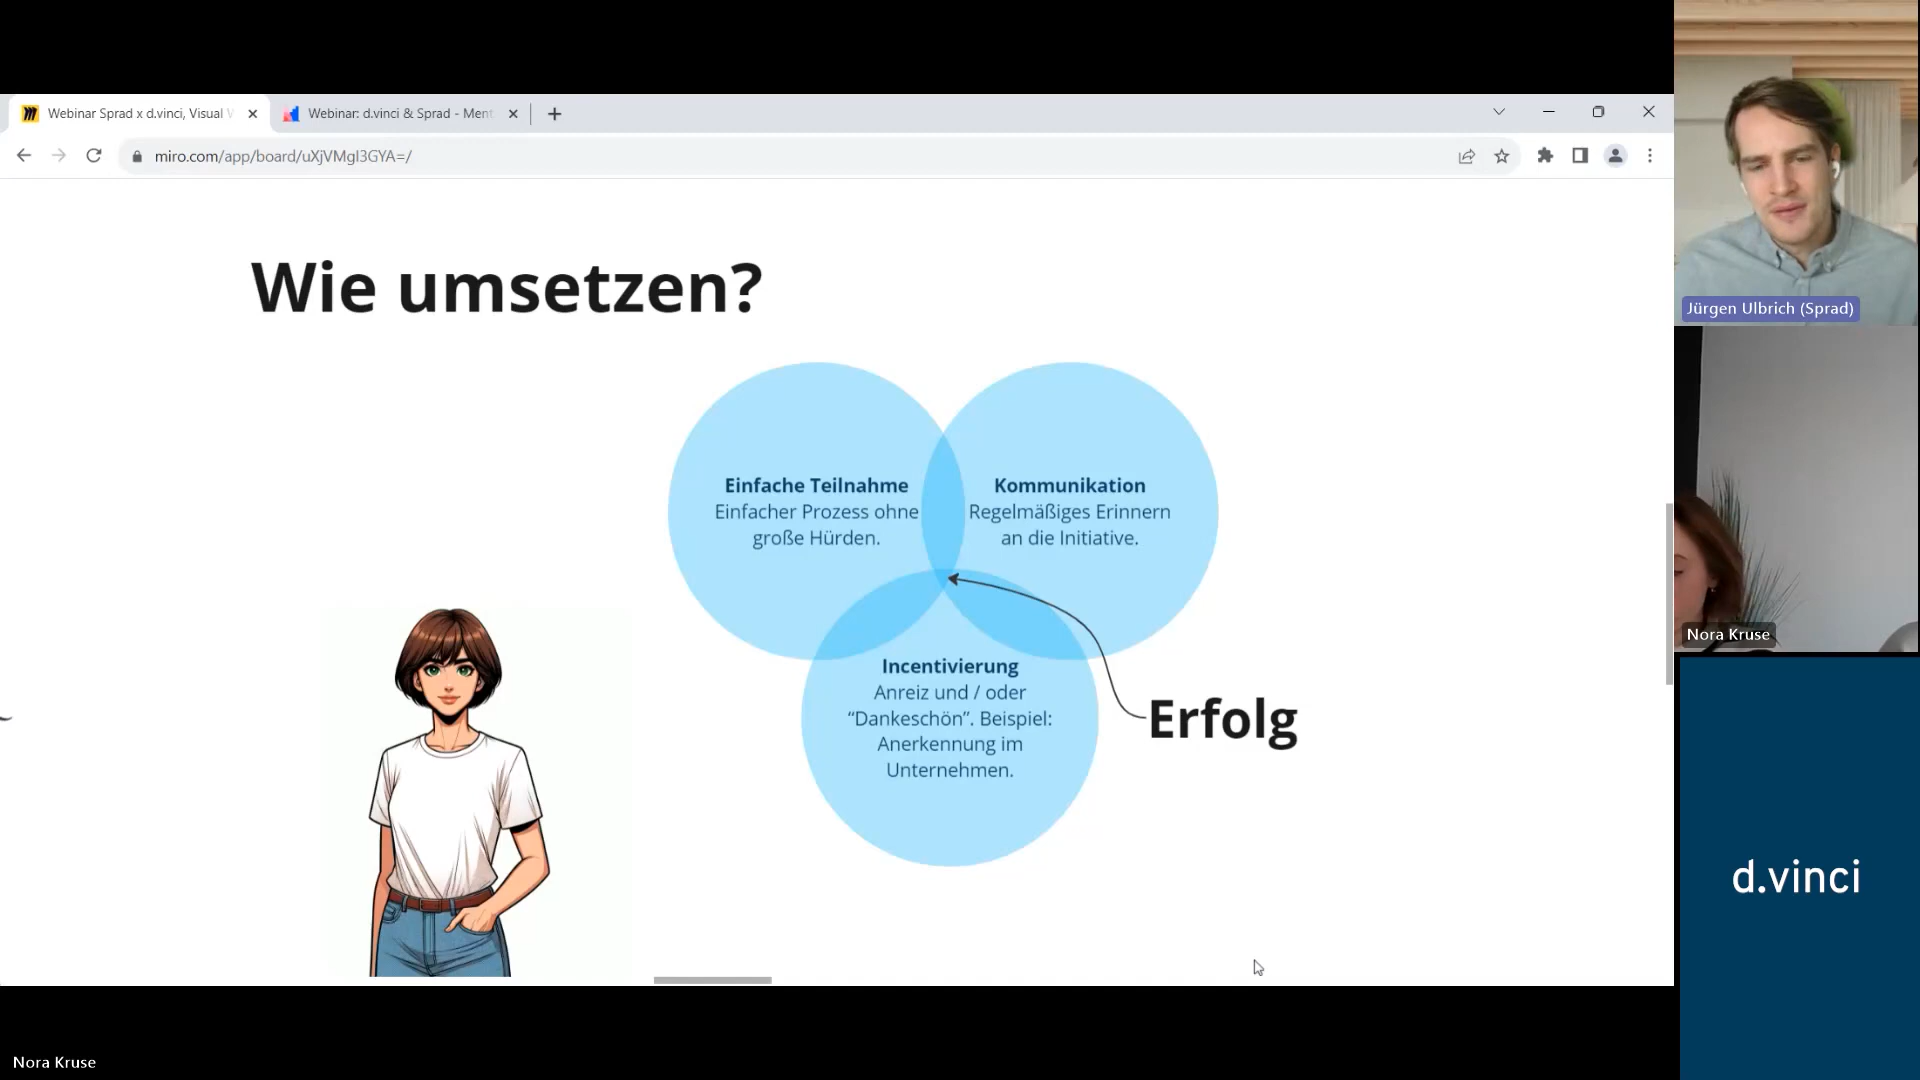 Webinar Sprad x d.vinci, Visual V
Webinar: d.vinci & Sprad - Ment
miro.com/app/board/uXjVMgI3GYA=/
Wie umsetzen?
Einfache Teilnahme
Einfacher Prozess ohne
große Hürden.
Kommunikation
Regelmäßiges Erinnern
an die Initiative.
Incentivierung
Anreiz und / oder
“Dankeschön”. Beispiel:
Anerkennung im
Unternehmen.
Erfolg
Jürgen Ulbrich (Sprad)
Nora Kruse
d.vinci
Nora Kruse